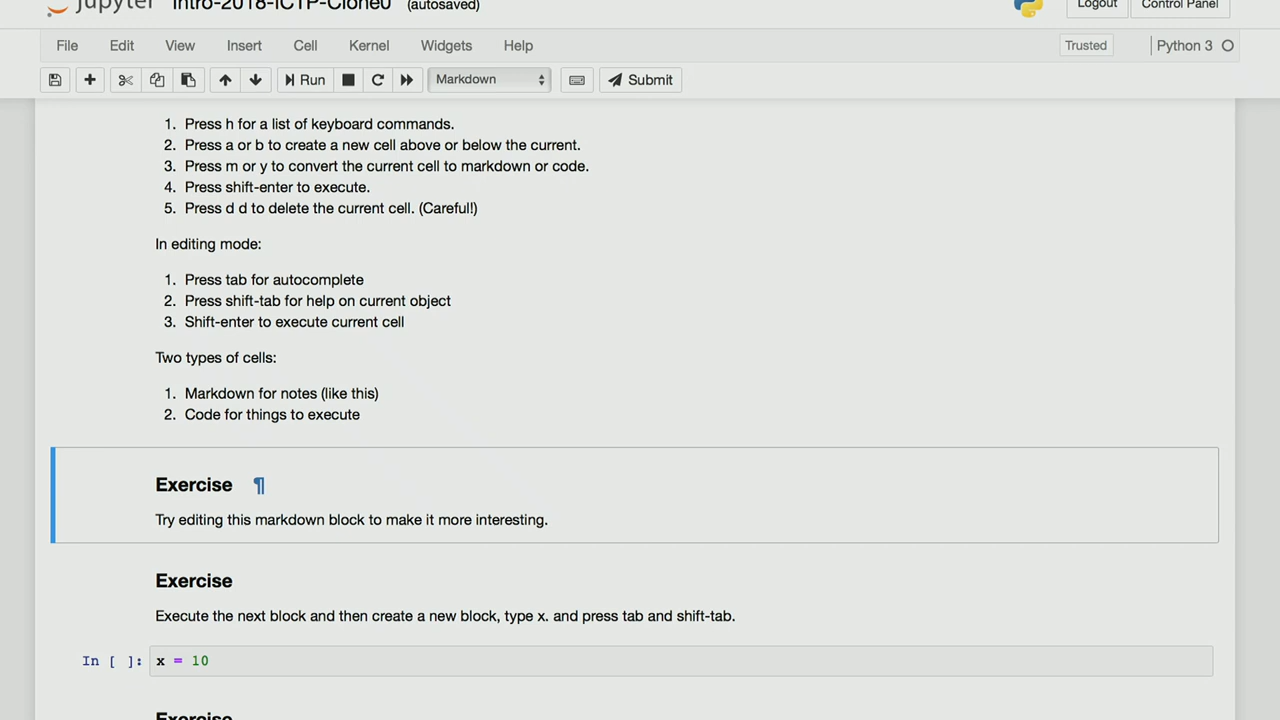 jupyter Intro-2018-ICTP-Clone0 (autosaved) Logout Control Panel
File Edit View Insert Cell Kernel Widgets Help Trusted Python 3
Run Markdown Submit
1. Press h for a list of keyboard commands.
2. Press a or b to create a new cell above or below the current.
3. Press m or y to convert the current cell to markdown or code.
4. Press shift-enter to execute.
5. Press d d to delete the current cell. (Careful!)
In editing mode:
1. Press tab for autocomplete
2. Press shift-tab for help on current object
3. Shift-enter to execute current cell
Two types of cells:
1. Markdown for notes (like this)
2. Code for things to execute
Exercise ¶
Try editing this markdown block to make it more interesting.
Exercise
Execute the next block and then create a new block, type x. and press tab and shift-tab.
In [ ]: x = 10
Exercise